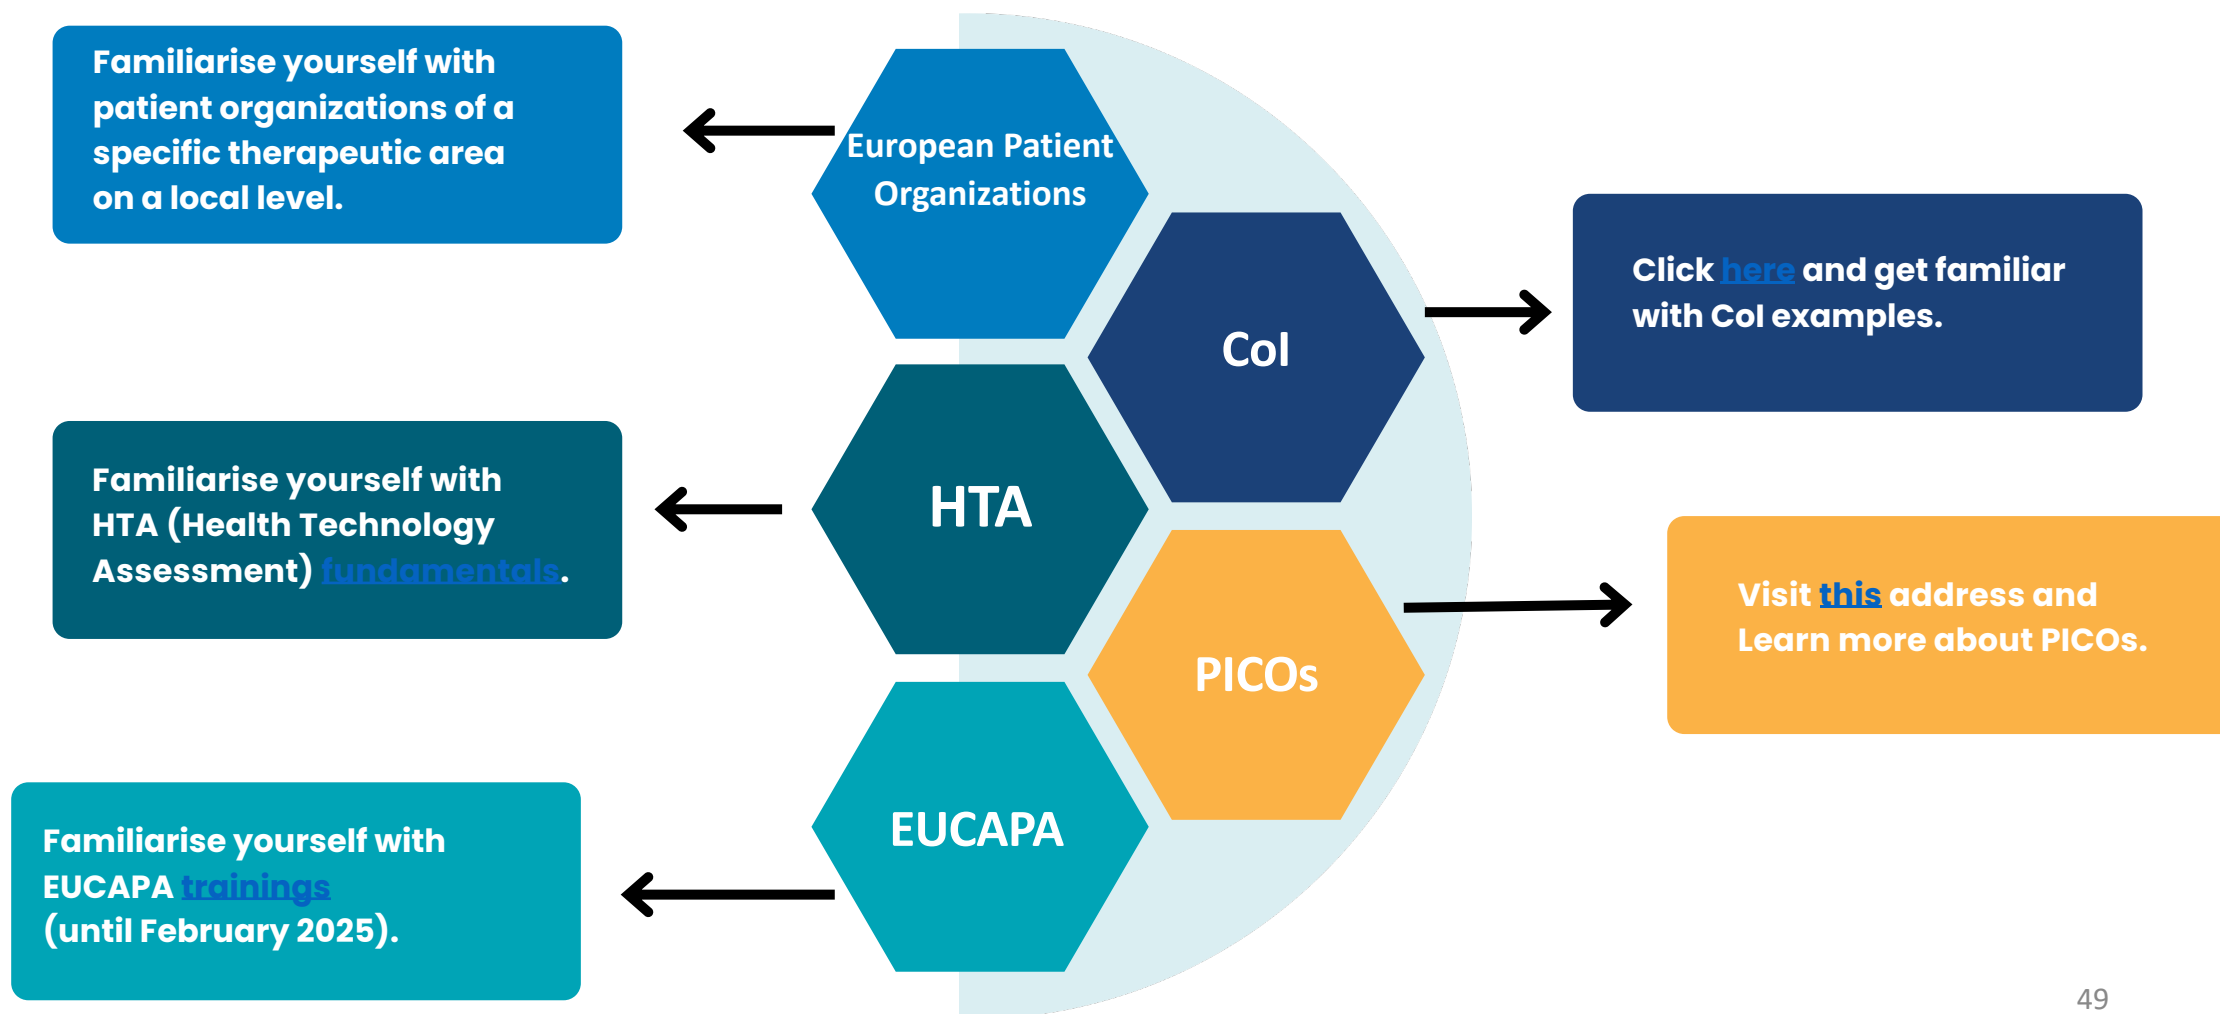 Familiarise yourself with
patient organizations of a
specific therapeutic area
on a local level.
European Patient
Organizations
CoI
Click here and get familiar
with CoI examples.
Familiarise yourself with
HTA (Health Technology
Assessment) fundamentals.
HTA
PICOs
Visit this address and
Learn more about PICOs.
Familiarise yourself with
EUCAPA trainings
(until February 2025).
EUCAPA
49